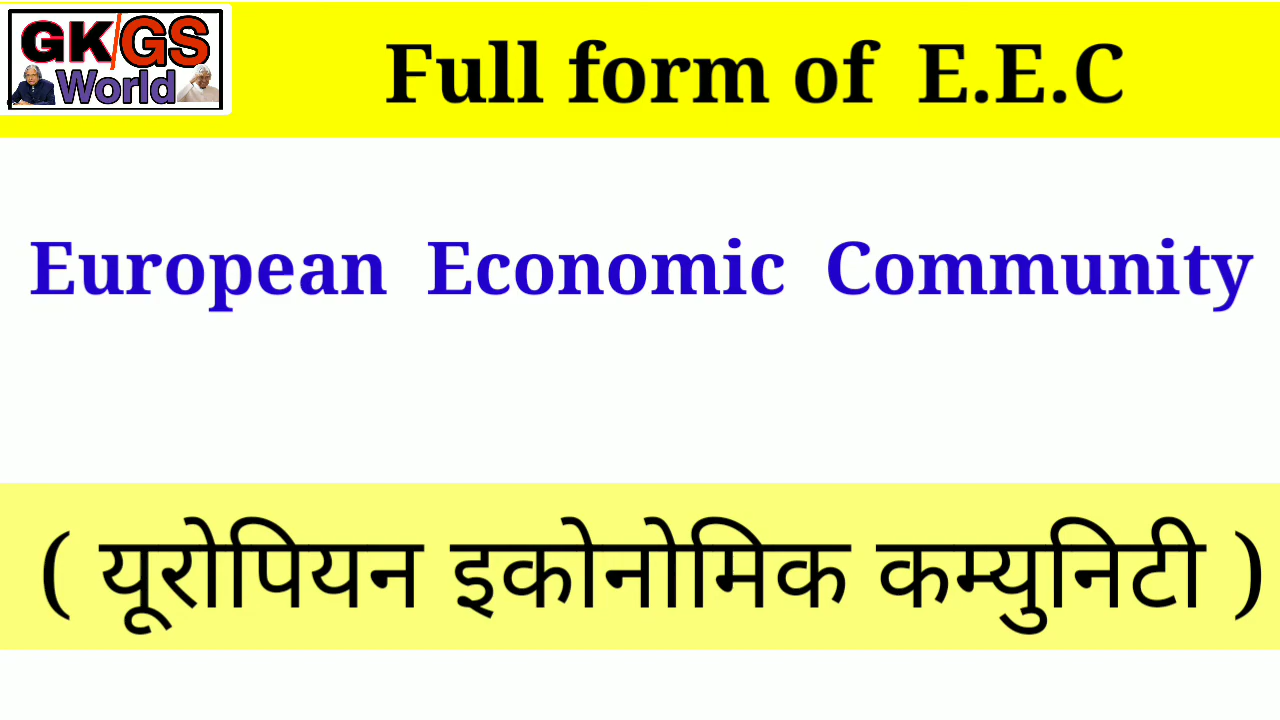 GK/GS
World
Full form of E.E.C
European Economic Community
( यूरोपियन इकोनोमिक कम्युनिटी )